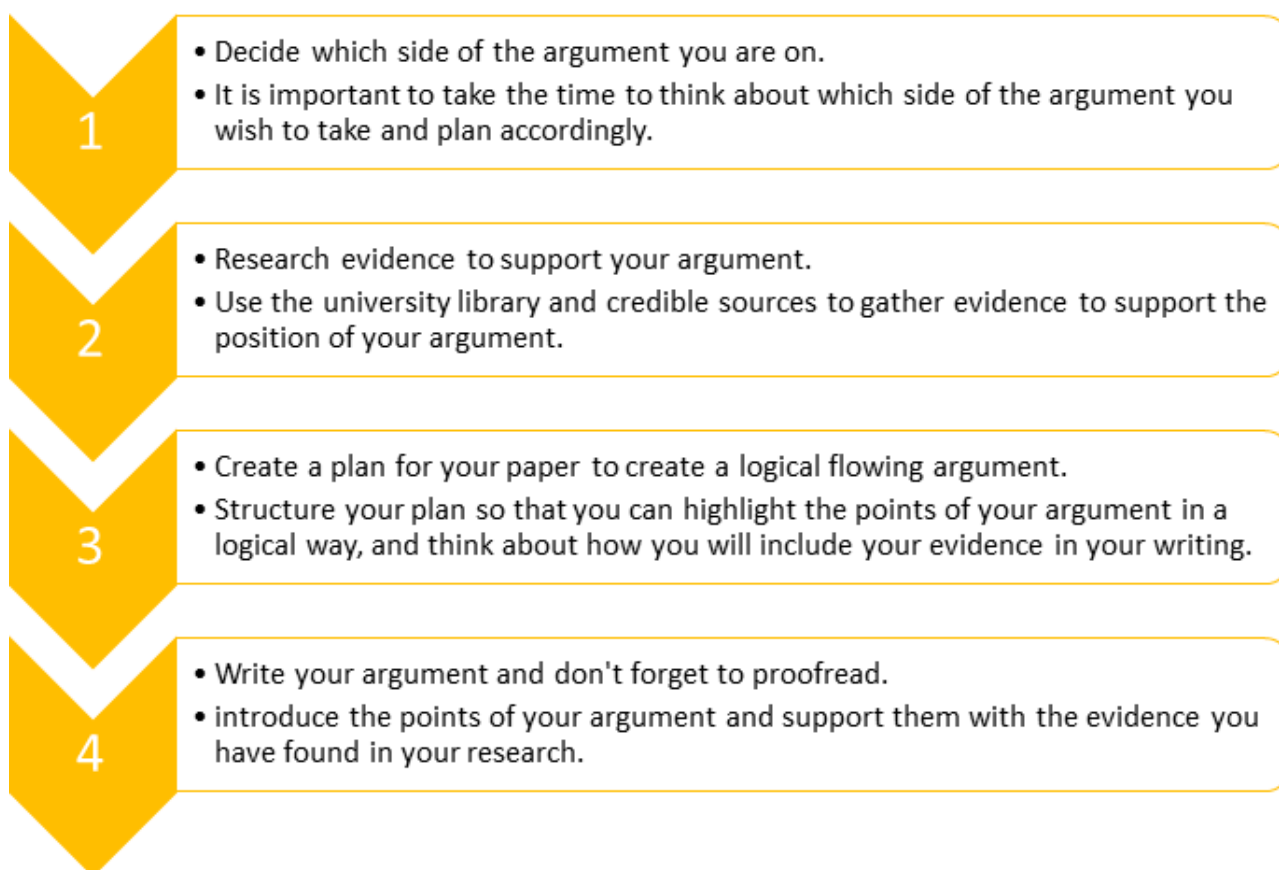 1
• Decide which side of the argument you are on.
• It is important to take the time to think about which side of the argument you
wish to take and plan accordingly.
2
• Research evidence to support your argument.
• Use the university library and credible sources to gather evidence to support the
position of your argument.
3
• Create a plan for your paper to create a logical flowing argument.
• Structure your plan so that you can highlight the points of your argument in a
logical way, and think about how you will include your evidence in your writing.
4
• Write your argument and don't forget to proofread.
• introduce the points of your argument and support them with the evidence you
have found in your research.